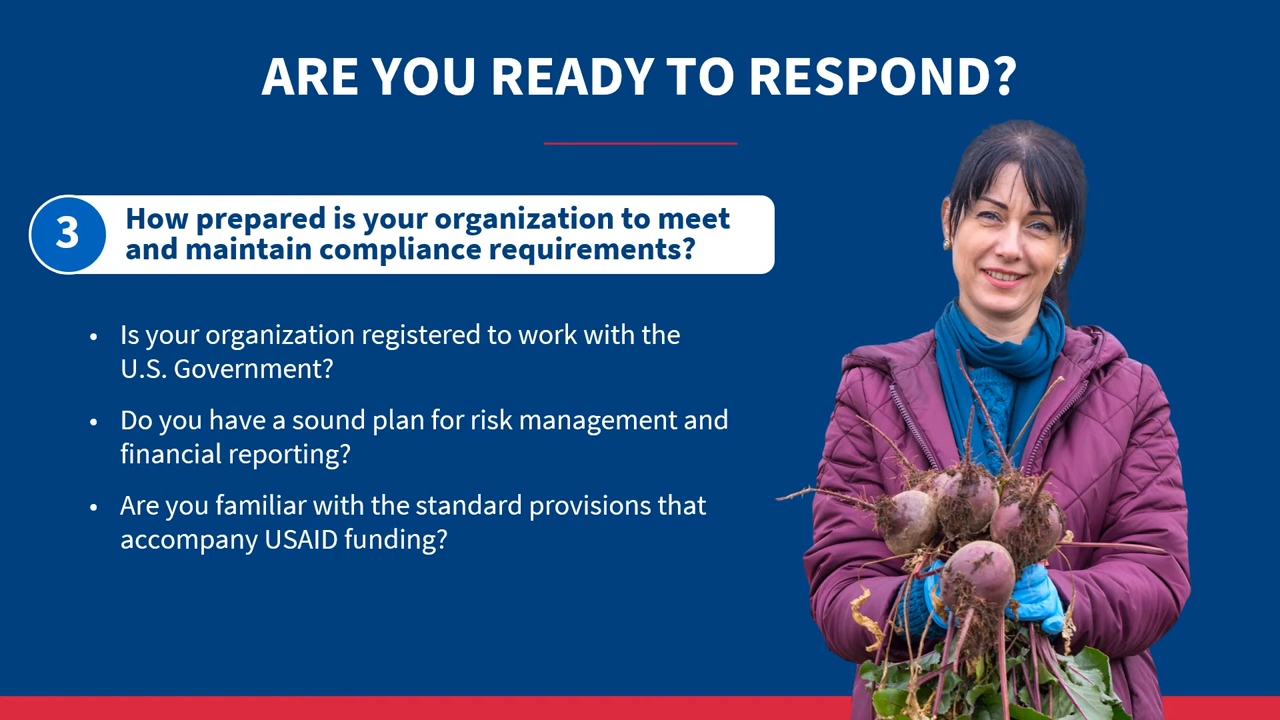 ARE YOU READY TO RESPOND?
3
How prepared is your organization to meet
and maintain compliance requirements?
• Is your organization registered to work with the
U.S. Government?
• Do you have a sound plan for risk management and
financial reporting?
• Are you familiar with the standard provisions that
accompany USAID funding?